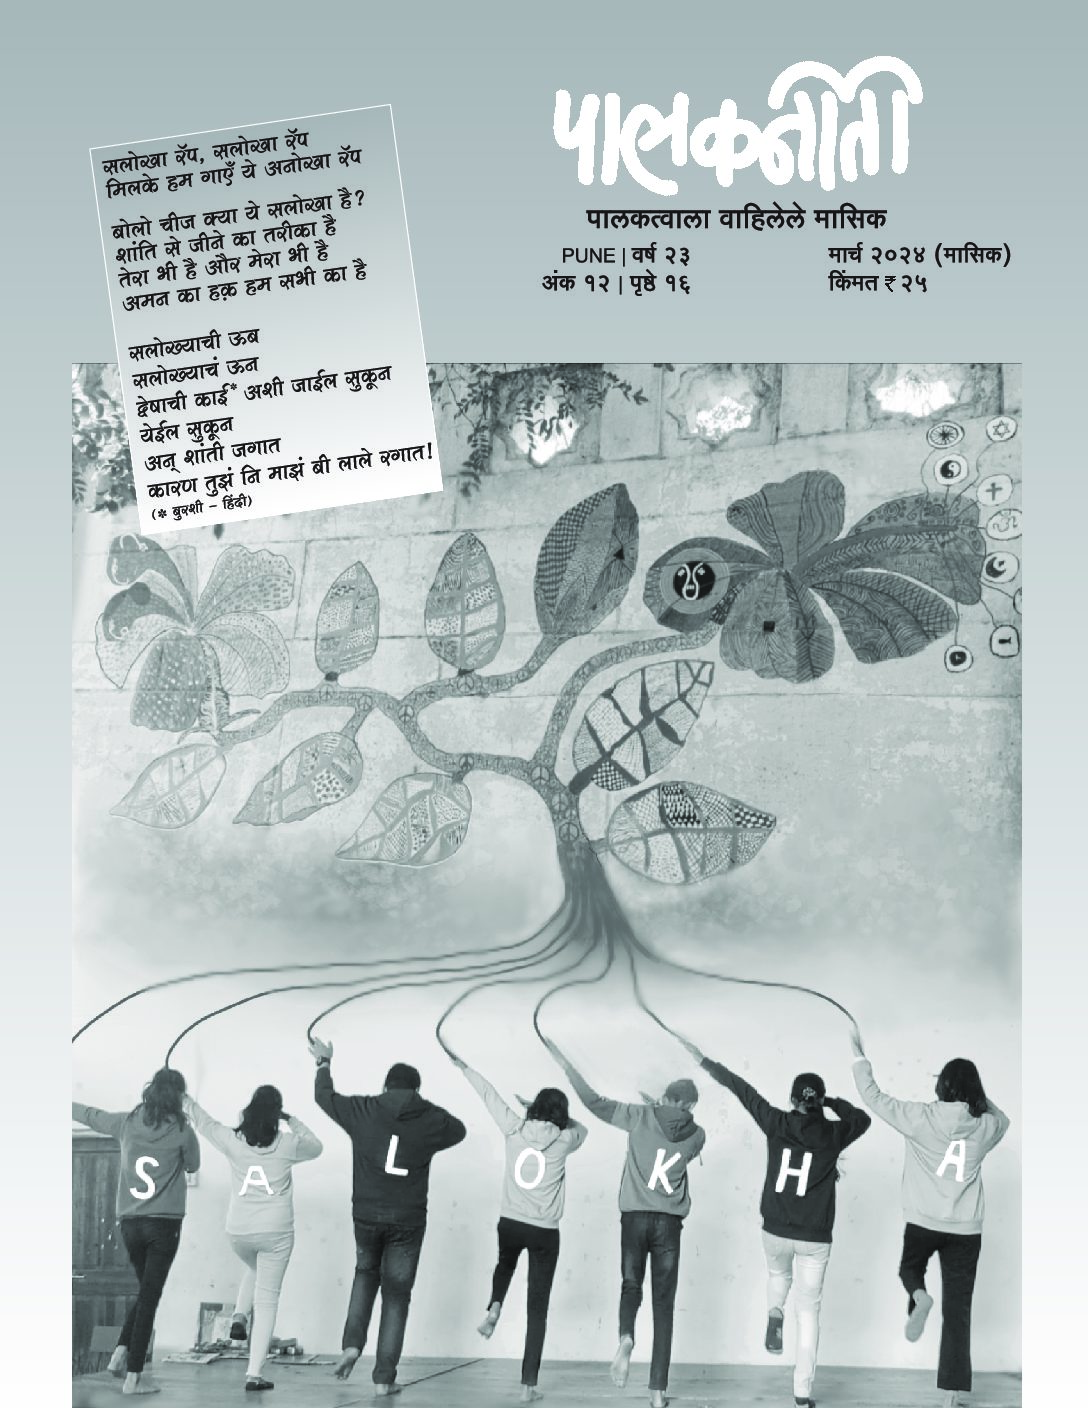 पालकनीती
पालकत्वाला वाहिलेले मासिक
PUNE | वर्ष २३
अंक १२ | पृष्ठे १६
मार्च २०२४ (मासिक)
किंमत ₹ २५
सलोखा रॅप, सलोखा रॅप
मिलके हम गाएँ ये अनोखा रॅप
बोलो चीज क्या ये सलोखा है?
शांति से जीने का तरीका है
तेरा भी है और मेरा भी है
अमन का हक़ हम सभी का है
सलोख्याची ऊब
सलोख्याचं ऊन
द्वेषाची काई* अशी जाईल सुकून
येईल सुकून
अन् शांती जगात
कारण तुझं नि माझं बी लाले रगात!
(* बुरशी – हिंदी)
S A L O K H A